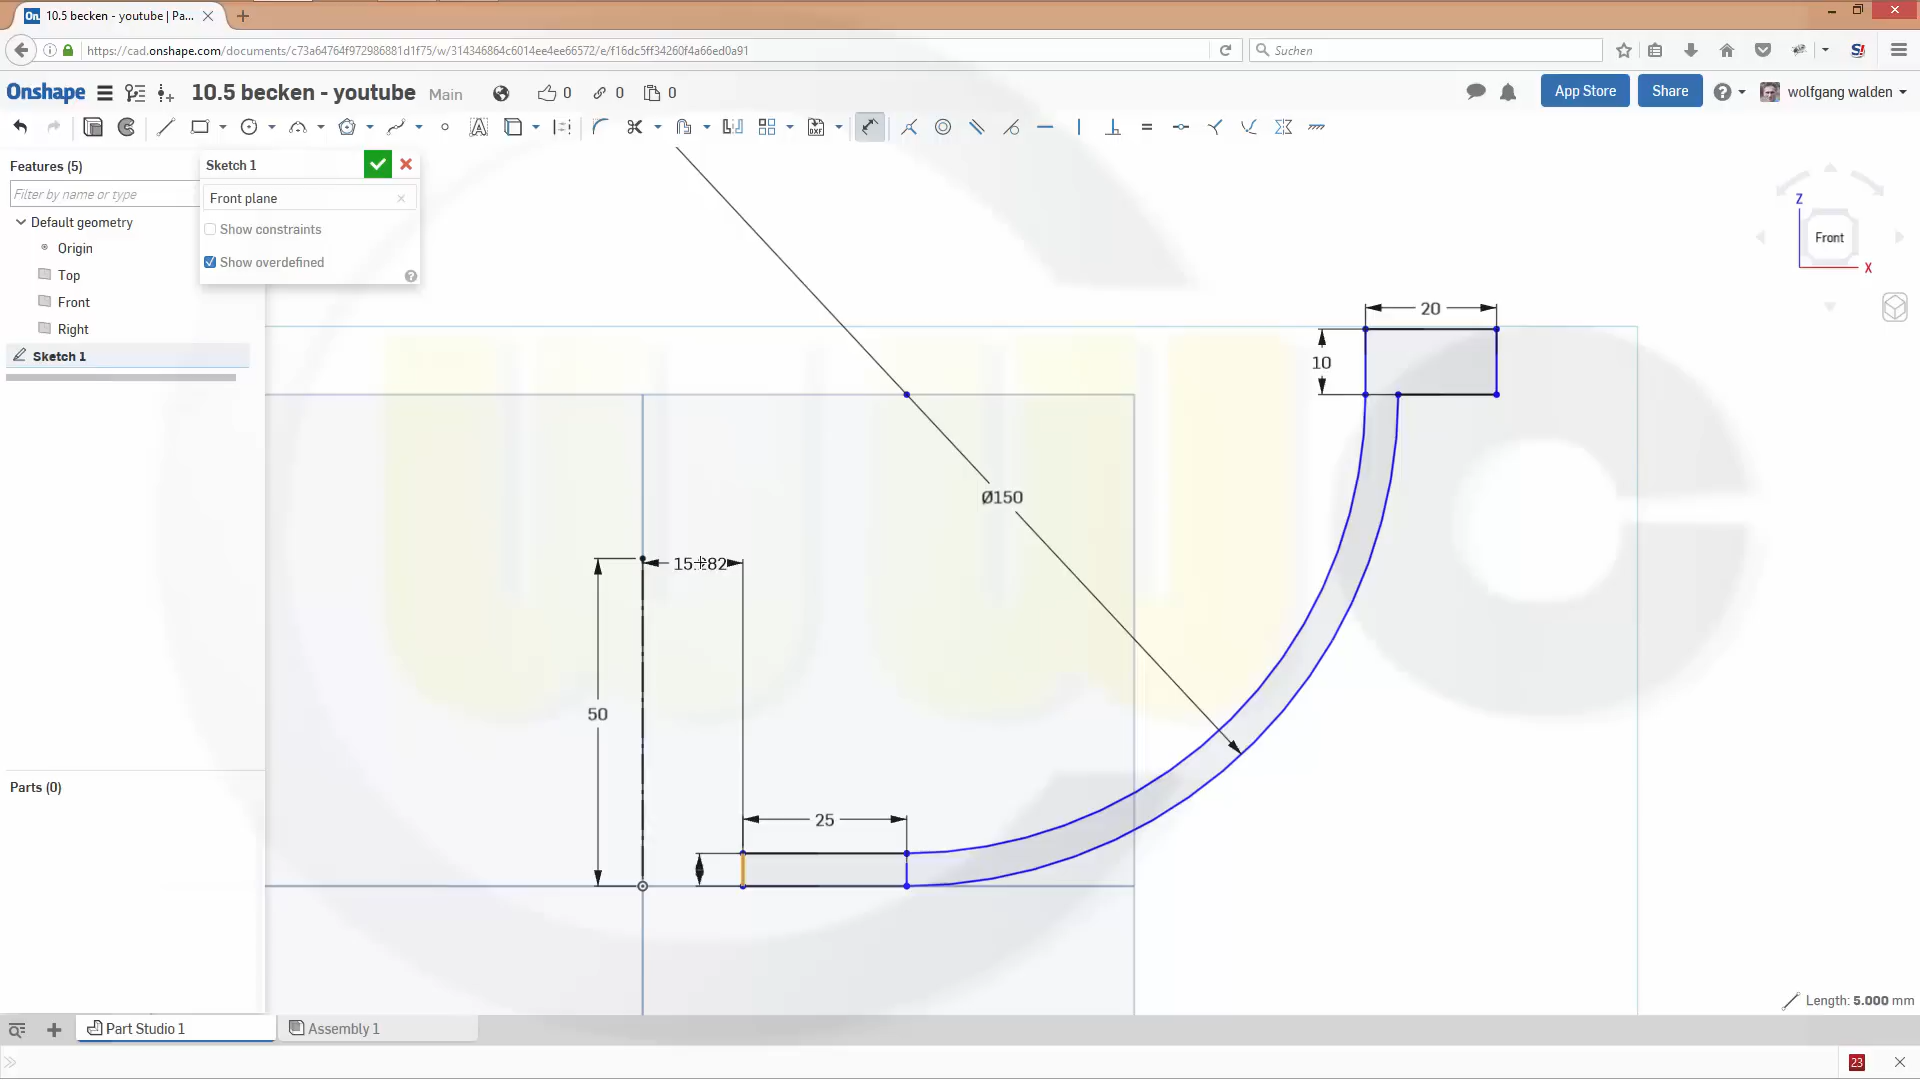 10.5 becken - youtube | Pa...
https://cad.onshape.com/documents/c73a64764f972986881d1f75/w/314346864c6014ee4ee66572/e/f16dc5ff34260f4a66ed0a91
Suchen
Onshape
10.5 becken - youtube Main
0
0
0
App Store
Share
wolfgang walden
Features (5)
Filter by name or type
Default geometry
Origin
Top
Front
Right
Sketch 1
Sketch 1
Front plane
Show constraints
Show overdefined
Z
Front
X
20
10
Ø150
50
25
Parts (0)
Length: 5.000 mm
Part Studio 1
Assembly 1
23